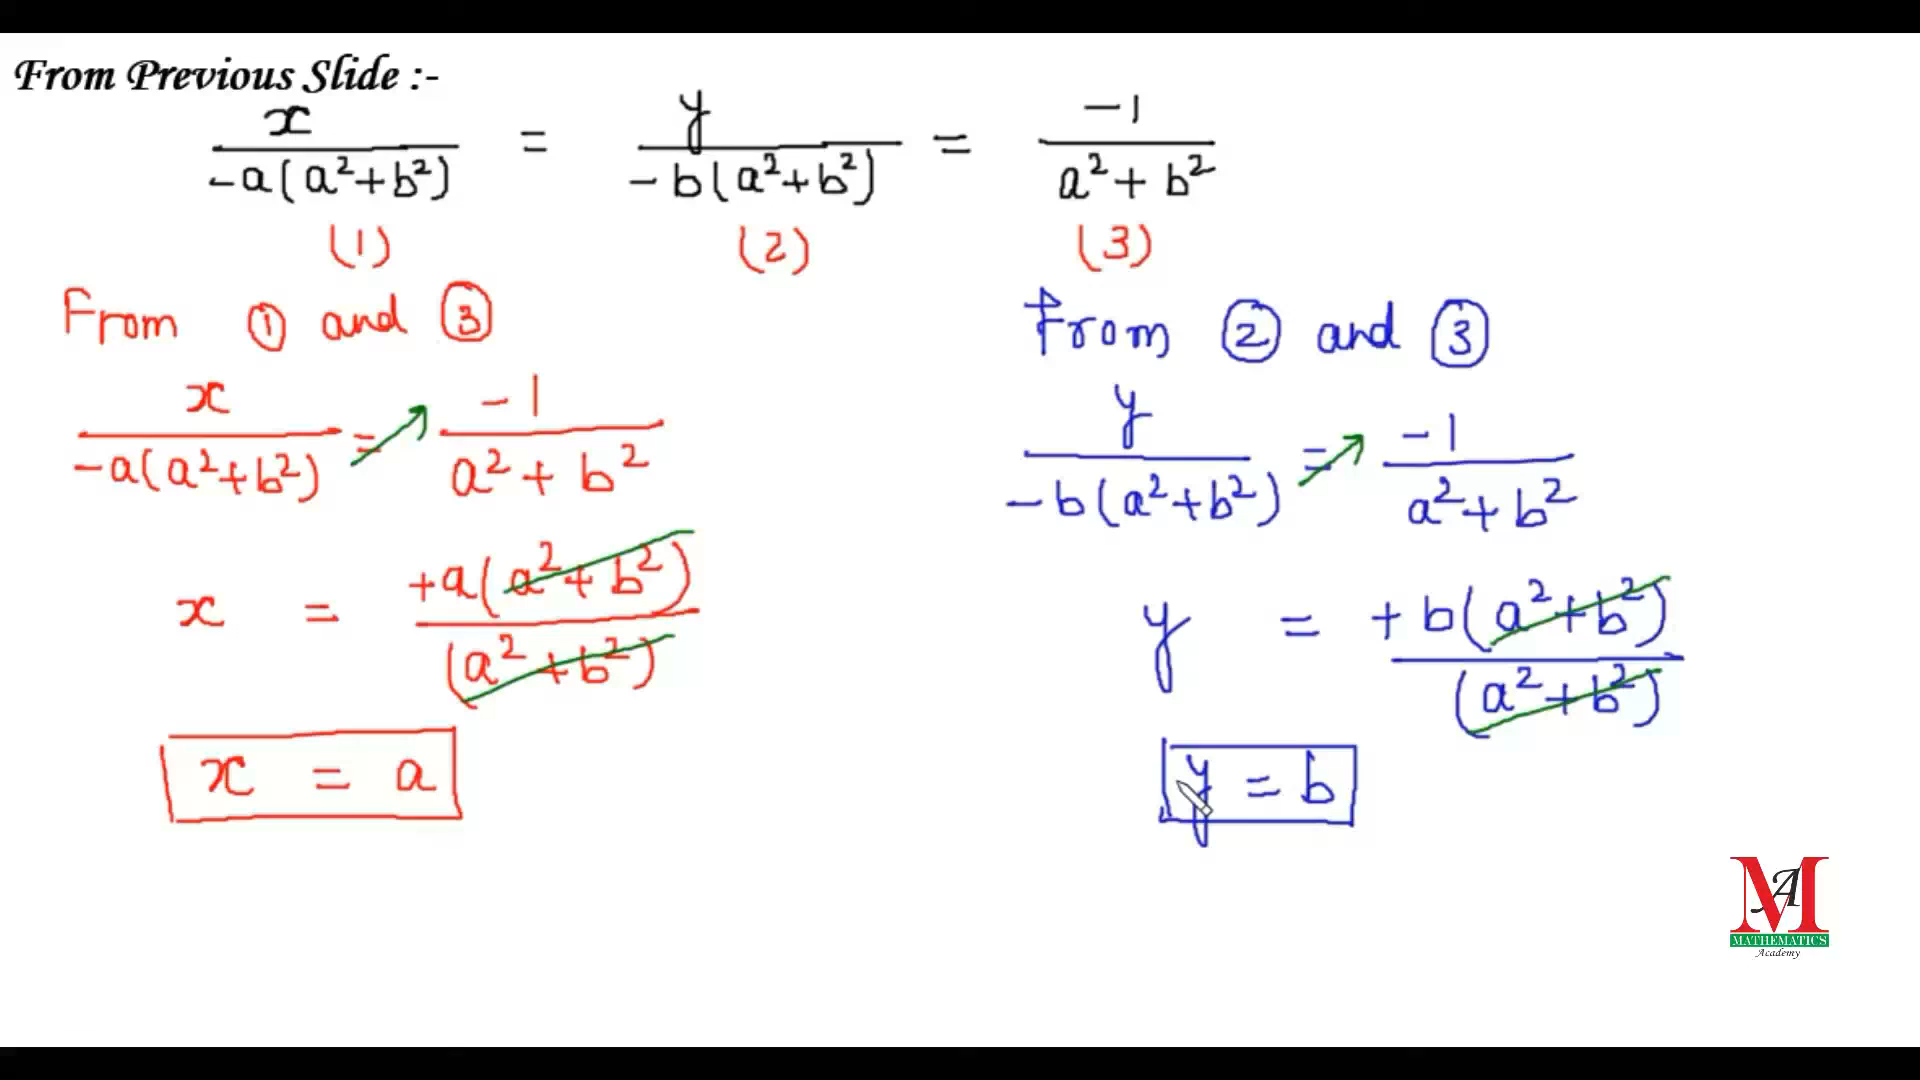 From Previous Slide :-
x / -a(a²+b²) = y / -b(a²+b²) = -1 / a²+b²
(1) (2) (3)
From ① and ③
x / -a(a²+b²) = -1 / a²+b²
x = +a(a²+b²) / (a²+b²)
x = a
From ② and ③
y / -b(a²+b²) = -1 / a²+b²
y = +b(a²+b²) / (a²+b²)
y = b
MA
MATHEMATICS
Academy